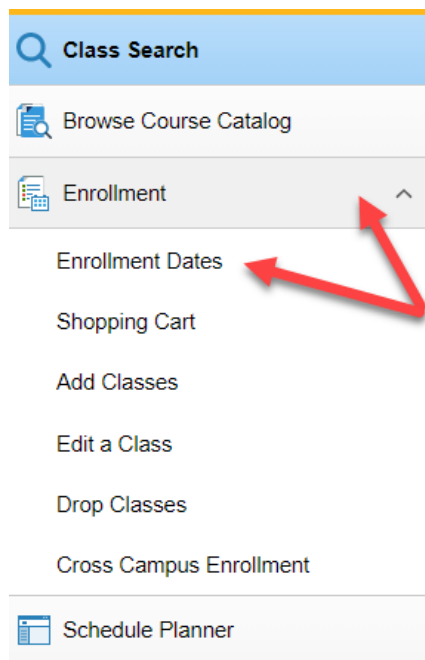 Class Search
Browse Course Catalog
Enrollment
Enrollment Dates
Shopping Cart
Add Classes
Edit a Class
Drop Classes
Cross Campus Enrollment
Schedule Planner